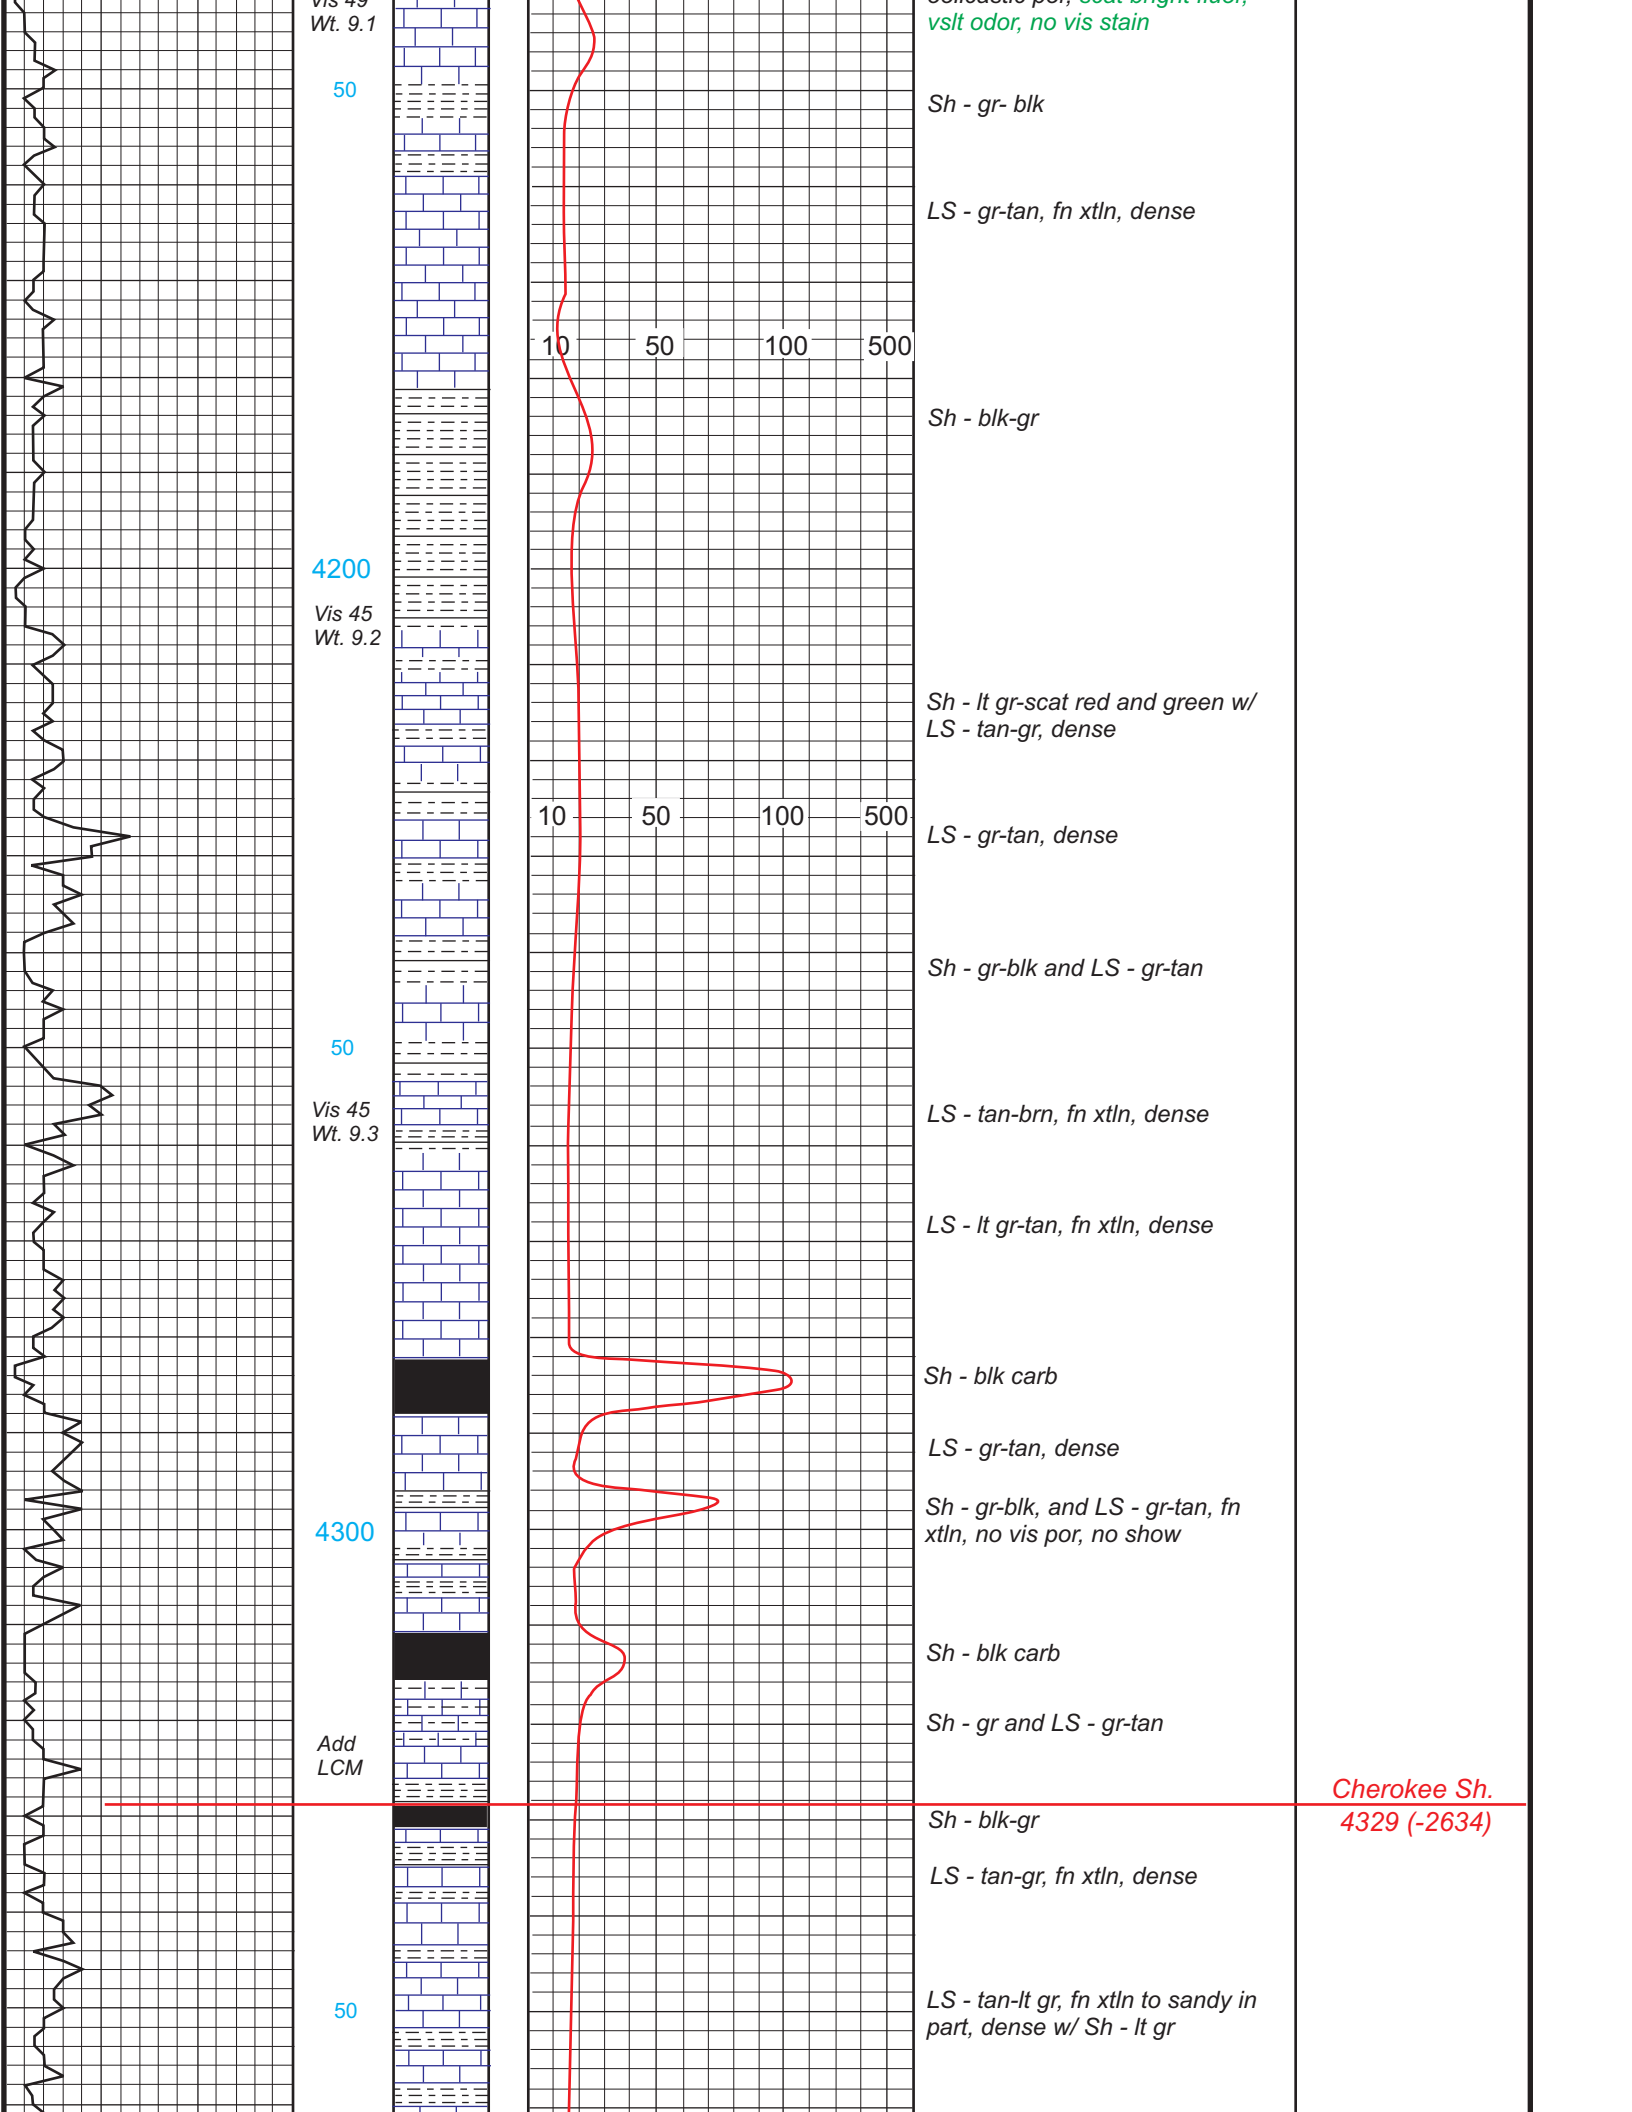 Vis 49
Wt. 9.1
vslt odor, no vis stain
50
Sh - gr- blk
LS - gr-tan, fn xtln, dense
10 50 100 500
Sh - blk-gr
4200
Vis 45
Wt. 9.2
Sh - lt gr-scat red and green w/
LS - tan-gr, dense
10 50 100 500
LS - gr-tan, dense
Sh - gr-blk and LS - gr-tan
50
Vis 45
Wt. 9.3
LS - tan-brn, fn xtln, dense
LS - lt gr-tan, fn xtln, dense
Sh - blk carb
LS - gr-tan, dense
Sh - gr-blk, and LS - gr-tan, fn
xtln, no vis por, no show
4300
Sh - blk carb
Sh - gr and LS - gr-tan
Add
LCM
Cherokee Sh.
4329 (-2634)
Sh - blk-gr
LS - tan-gr, fn xtln, dense
50
LS - tan-lt gr, fn xtln to sandy in
part, dense w/ Sh - lt gr